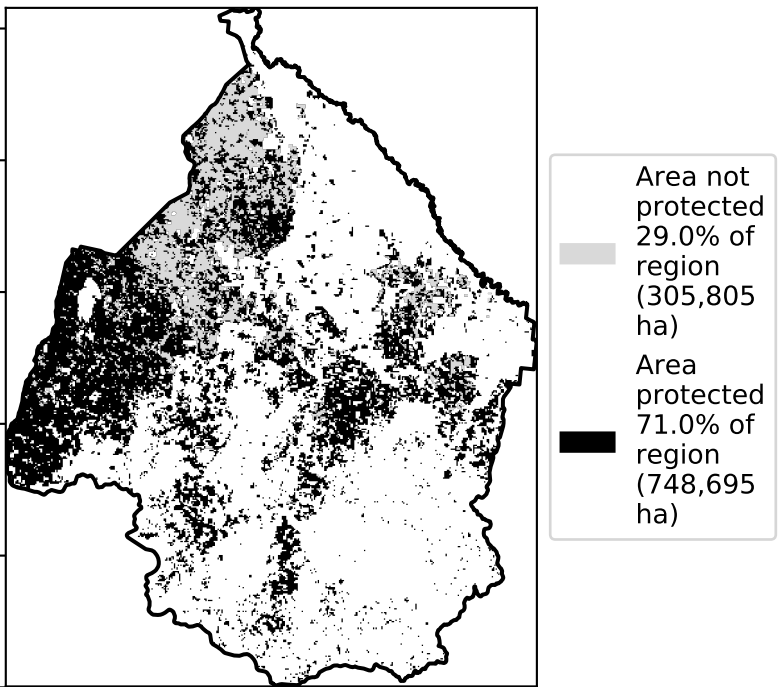 Area not
protected
29.0% of
region
(305,805
ha)
Area
protected
71.0% of
region
(748,695
ha)